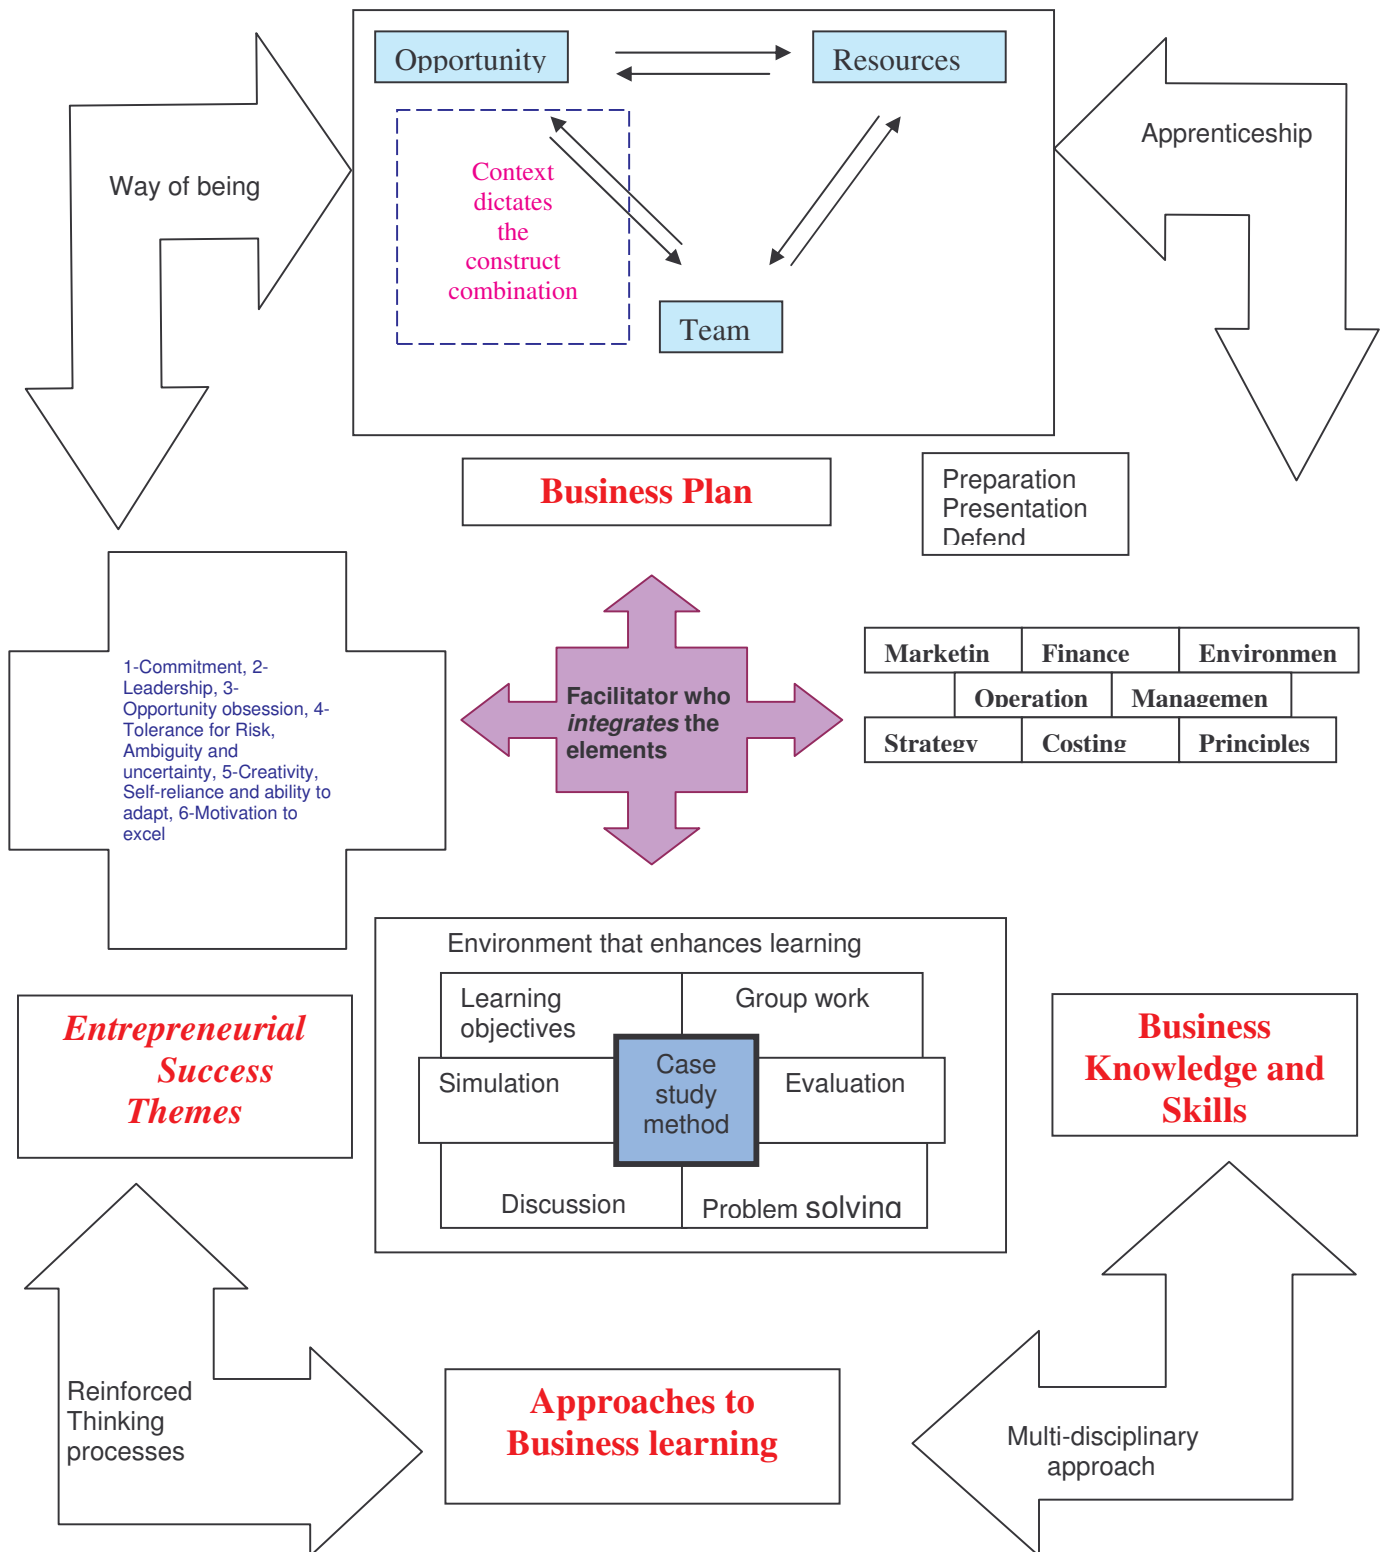 Opportunity
Resources
Apprenticeship
Way of being
Context
dictates
the
construct
combination
Team
Business Plan
Preparation
Presentation
Defend
1-Commitment, 2-
Leadership, 3-
Opportunity obsession, 4-
Tolerance for Risk,
Ambiguity and
uncertainty, 5-Creativity,
Self-reliance and ability to
adapt, 6-Motivation to
excel
Facilitator who
integrates the
elements
Marketin
Finance
Environmen
Operation
Managemen
Strategy
Costing
Principles
Environment that enhances learning
Learning
objectives
Group work
Simulation
Case
study
method
Evaluation
Discussion
Problem solving
Entrepreneurial
Success
Themes
Business
Knowledge and
Skills
Reinforced
Thinking
processes
Approaches to
Business learning
Multi-disciplinary
approach